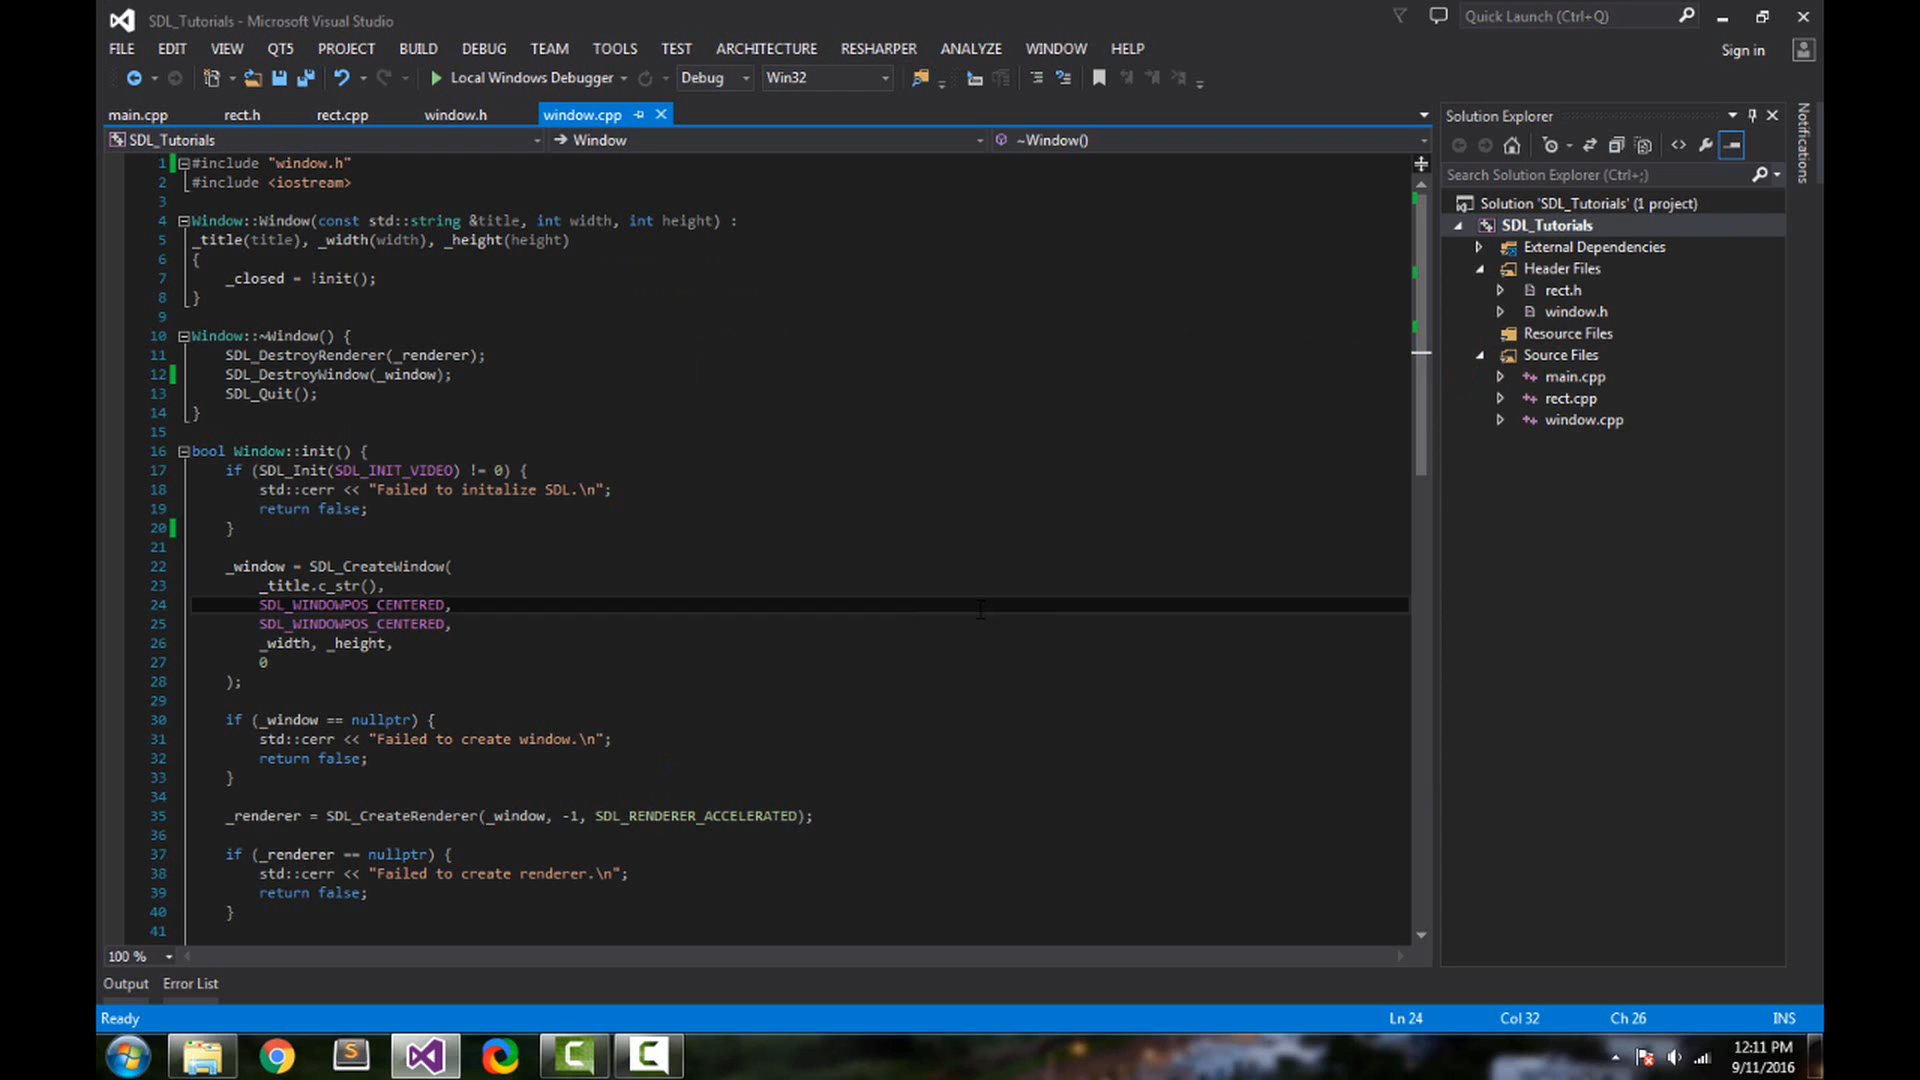 SDL_Tutorials - Microsoft Visual Studio
Quick Launch (Ctrl+Q)
FILE EDIT VIEW QT5 PROJECT BUILD DEBUG TEAM TOOLS TEST ARCHITECTURE RESHARPER ANALYZE WINDOW HELP
Sign in
Local Windows Debugger Debug Win32
main.cpp rect.h rect.cpp window.h window.cpp
SDL_Tutorials Window ~Window()
1 #include "window.h"
2 #include <iostream>
3
4 Window::Window(const std::string &title, int width, int height) :
5 _title(title), _width(width), _height(height)
6 {
7 _closed = !init();
8 }
9
10 Window::~Window() {
11 SDL_DestroyRenderer(_renderer);
12 SDL_DestroyWindow(_window);
13 SDL_Quit();
14 }
15
16 bool Window::init() {
17 if (SDL_Init(SDL_INIT_VIDEO) != 0) {
18 std::cerr << "Failed to initalize SDL.\n";
19 return false;
20 }
21
22 _window = SDL_CreateWindow(
23 _title.c_str(),
24 SDL_WINDOWPOS_CENTERED,
25 SDL_WINDOWPOS_CENTERED,
26 _width, _height,
27 0
28 );
29
30 if (_window == nullptr) {
31 std::cerr << "Failed to create window.\n";
32 return false;
33 }
34
35 _renderer = SDL_CreateRenderer(_window, -1, SDL_RENDERER_ACCELERATED);
36
37 if (_renderer == nullptr) {
38 std::cerr << "Failed to create renderer.\n";
39 return false;
40 }
41
100 %
Output Error List
Solution Explorer
Search Solution Explorer (Ctrl+;)
Solution 'SDL_Tutorials' (1 project)
SDL_Tutorials
External Dependencies
Header Files
rect.h
window.h
Resource Files
Source Files
main.cpp
rect.cpp
window.cpp
Notifications
Ready Ln 24 Col 32 Ch 26 INS
12:11 PM
9/11/2016